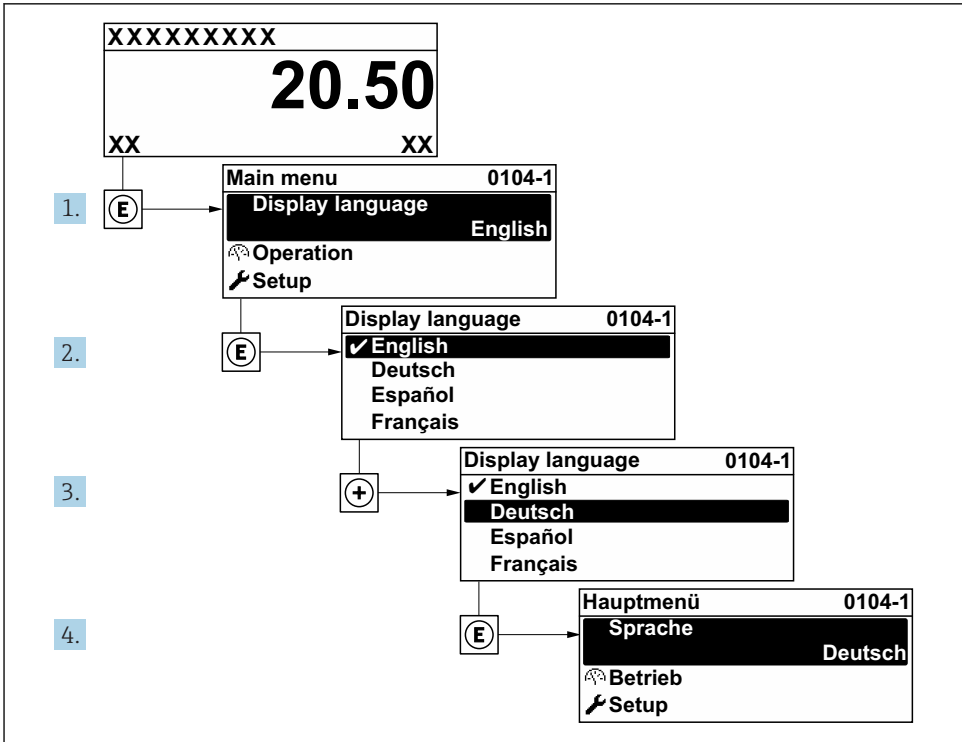 XXXXXXXXX
20.50
XX XX
1. E
Main menu 0104-1
Display language
English
Operation
Setup
2. E
Display language 0104-1
✔English
Deutsch
Español
Français
3. +
Display language 0104-1
✔English
Deutsch
Español
Français
4. E
Hauptmenü 0104-1
Sprache
Deutsch
Betrieb
Setup